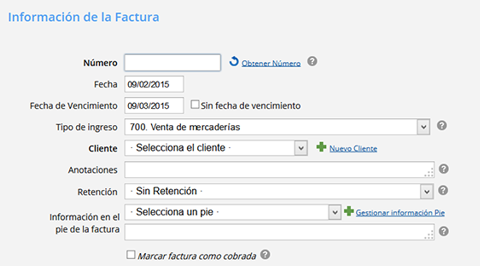 Información de la Factura
Número Obtener Número ?
Fecha 09/02/2015
Fecha de Vencimiento 09/03/2015 Sin fecha de vencimiento
Tipo de ingreso 700. Venta de mercaderías ?
Cliente · Selecciona el cliente · Nuevo Cliente
Anotaciones ?
Retención · Sin Retención · ?
Información en el pie de la factura · Selecciona un pie · Gestionar información Pie
?
Marcar factura como cobrada ?